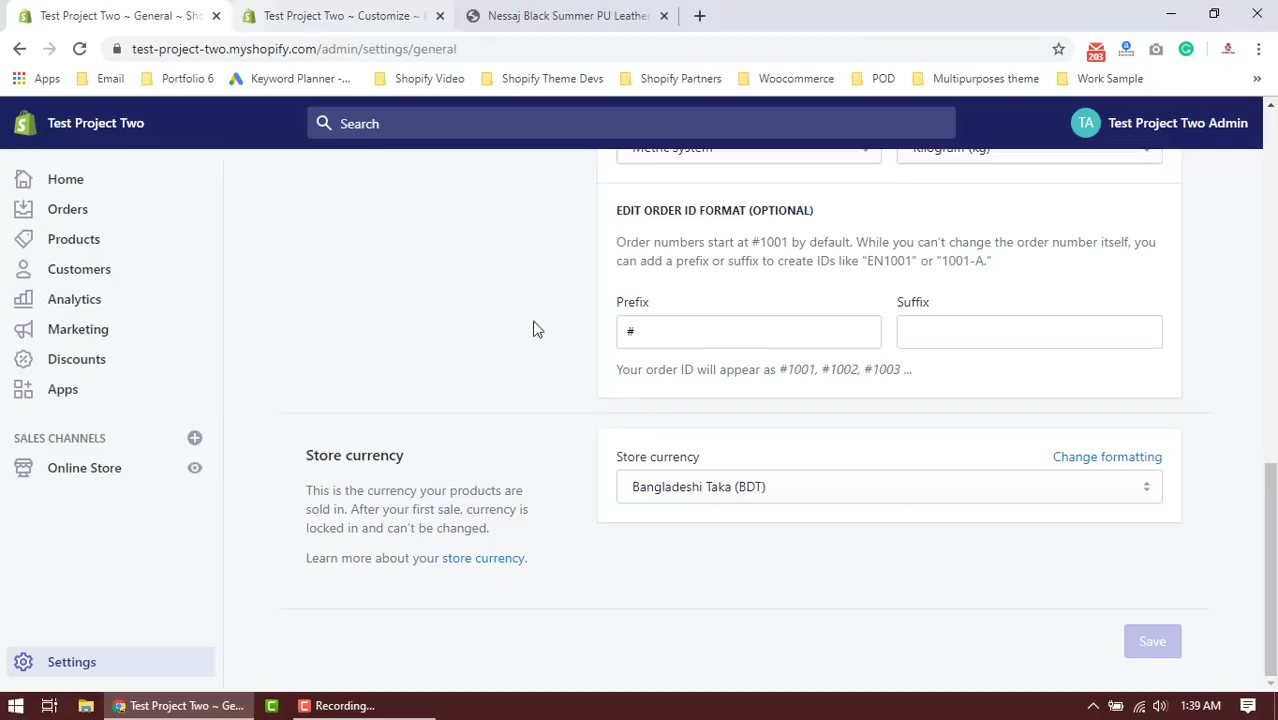 Test Project Two ~ General ~ Sho
Test Project Two ~ Customize ~
Nessaj Black Summer PU Leather
test-project-two.myshopify.com/admin/settings/general
203
Apps
Email
Portfolio 6
Keyword Planner -...
Shopify Video
Shopify Theme Devs
Shopify Partners
Woocommerce
POD
Multipurposes theme
Work Sample
»
Test Project Two
Search
TA
Test Project Two Admin
Home
Orders
Products
Customers
Analytics
Marketing
Discounts
Apps
SALES CHANNELS
Online Store
Settings
Metric system
Kilogram (kg)
EDIT ORDER ID FORMAT (OPTIONAL)
Order numbers start at #1001 by default. While you can't change the order number itself, you
can add a prefix or suffix to create IDs like "EN1001" or "1001-A."
Prefix
Suffix
#
Your order ID will appear as #1001, #1002, #1003 ...
Store currency
This is the currency your products are
sold in. After your first sale, currency is
locked in and can't be changed.
Learn more about your store currency.
Store currency
Change formatting
Bangladeshi Taka (BDT)
Save
Test Project Two ~ Ge...
Recording...
1:39 AM